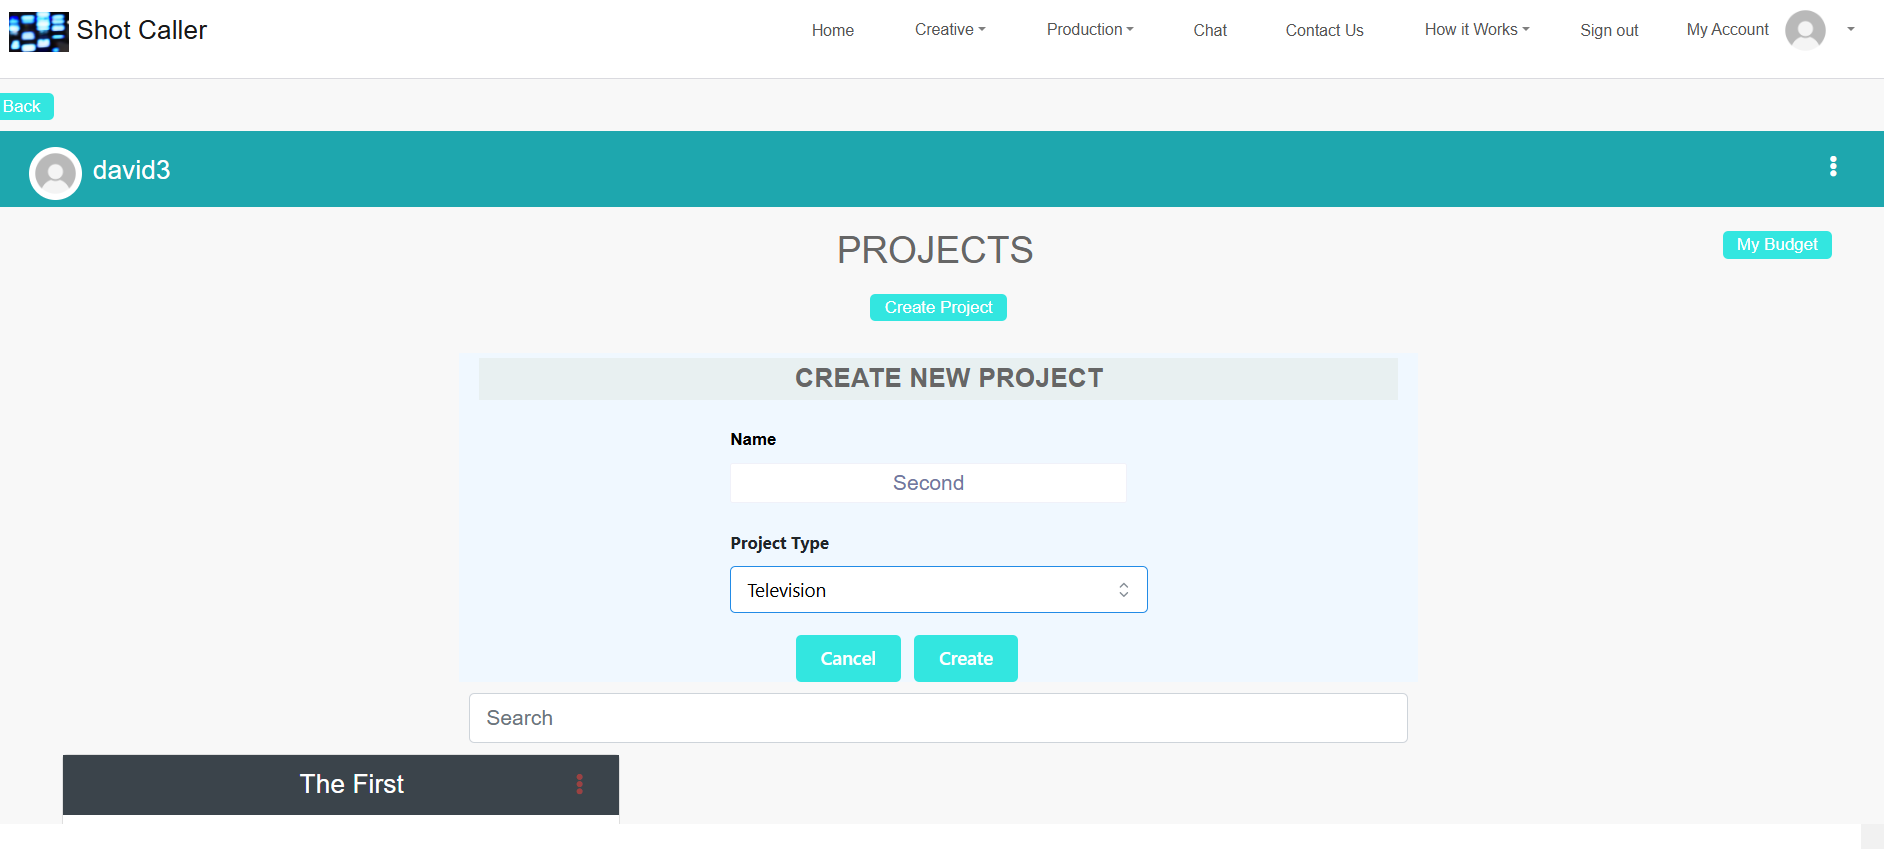 Shot Caller
Home Creative Production Chat Contact Us How it Works Sign out My Account
Back
david3
PROJECTS
My Budget
Create Project
CREATE NEW PROJECT
Name
Second
Project Type
Television
Cancel Create
Search
The First